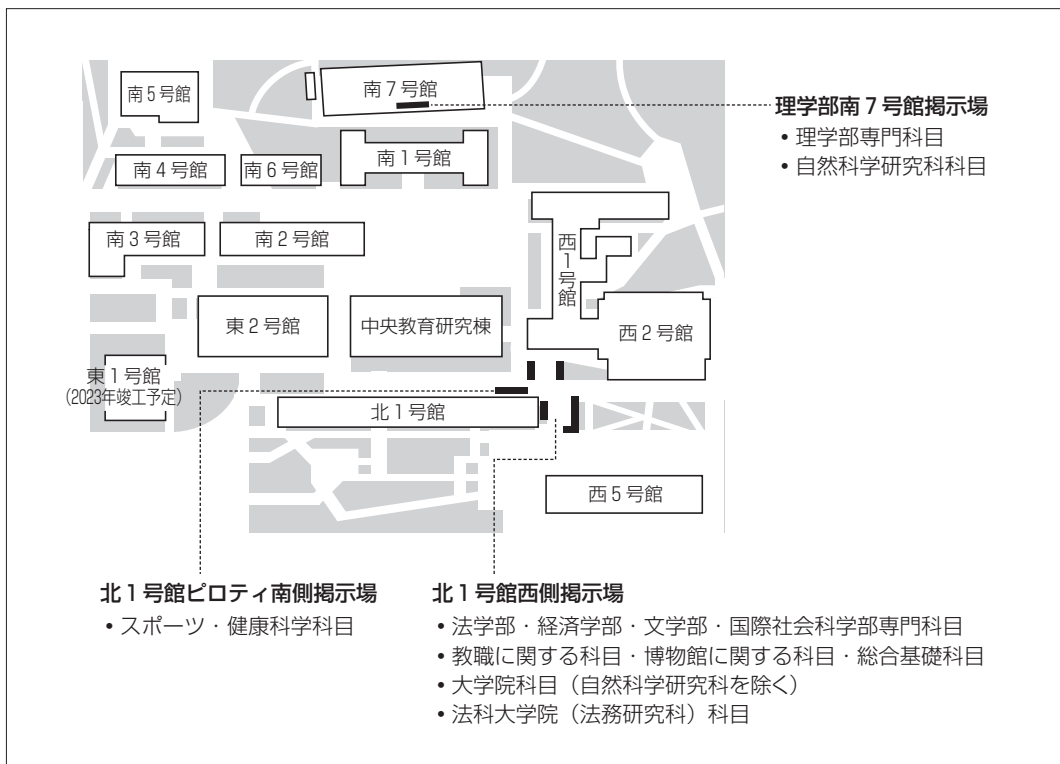 南5号館
南7号館
理学部南7号館掲示場
・理学部専門科目
・自然科学研究科科目
南4号館
南6号館
南1号館
南3号館
南2号館
西1号館
東2号館
中央教育研究棟
西2号館
東1号館
(2023年竣工予定)
北1号館
西5号館
北1号館ピロティ南側掲示場
・スポーツ・健康科学科目
北1号館西側掲示場
・法学部・経済学部・文学部・国際社会科学部専門科目
・教職に関する科目・博物館に関する科目・総合基礎科目
・大学院科目(自然科学研究科を除く)
・法科大学院(法務研究科)科目